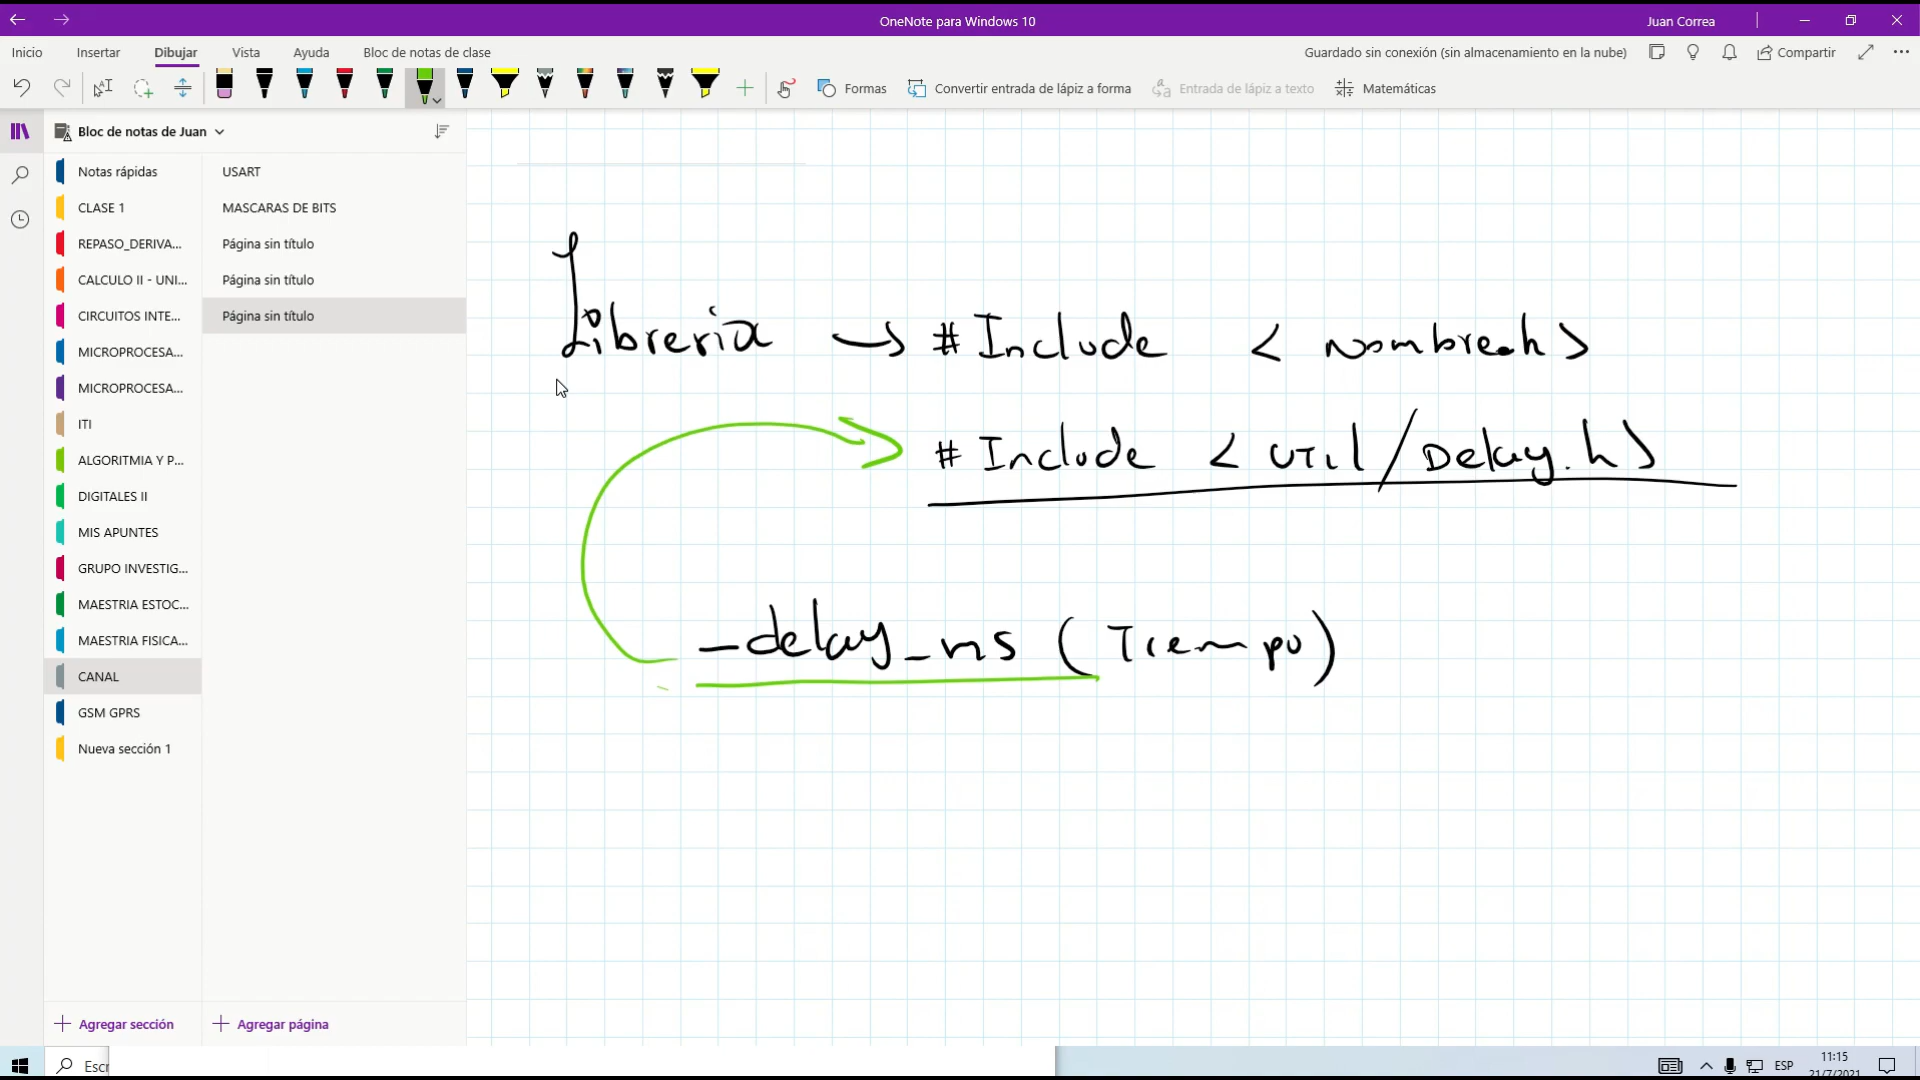 OneNote para Windows 10
Juan Correa
Inicio Insertar Dibujar Vista Ayuda Bloc de notas de clase
Guardado sin conexión (sin almacenamiento en la nube) Compartir
Formas Convertir entrada de lápiz a forma Entrada de lápiz a texto Matemáticas
Bloc de notas de Juan
Notas rápidas
CLASE 1
REPASO_DERIVA...
CALCULO II - UNI...
CIRCUITOS INTE...
MICROPROCESA...
MICROPROCESA...
ITI
ALGORITMIA Y P...
DIGITALES II
MIS APUNTES
GRUPO INVESTIG...
MAESTRIA ESTOC...
MAESTRIA FISICA...
CANAL
GSM GPRS
Nueva sección 1
Agregar sección
USART
MASCARAS DE BITS
Página sin título
Página sin título
Página sin título
Agregar página
Libreria → #Include < Nombre.h >
#Include < UTil/Delay.h >
_delay_ms (Tiempo)
Escr
ESP
11:15
21/7/2021